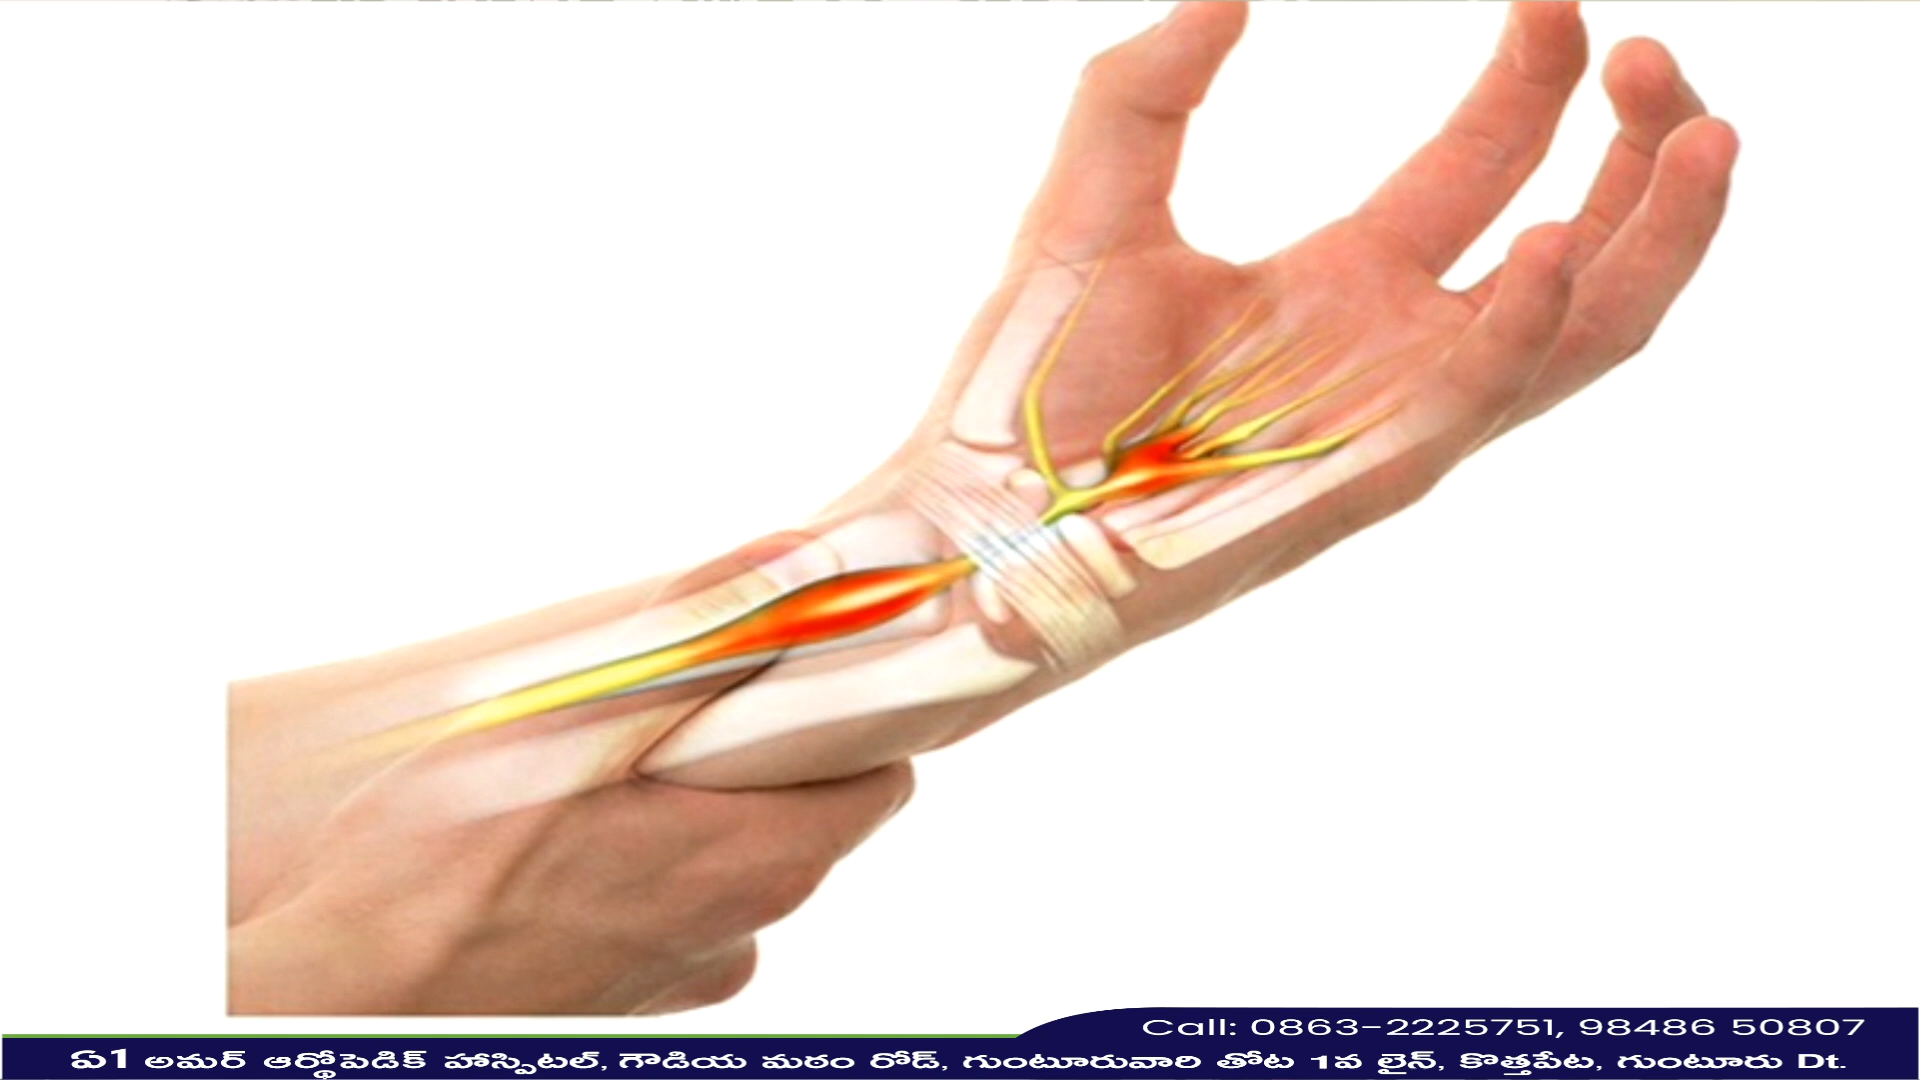 Call: 0863-2225751, 98486 50807
ఏ1 అమర్ ఆర్థోపెడిక్ హాస్పిటల్, గౌడియ మఠం రోడ్, గుంటూరువారి తోట 1వ లైన్, కొత్తపేట, గుంటూరు Dt.